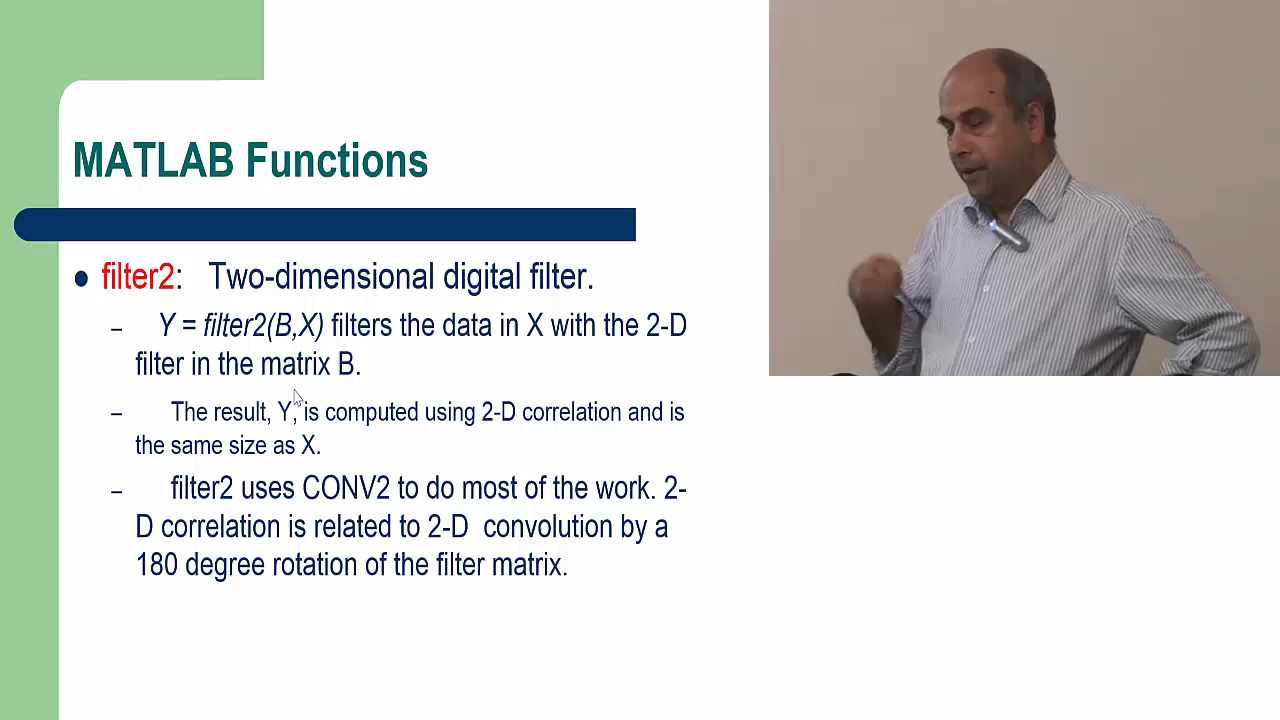 MATLAB Functions
● filter2: Two-dimensional digital filter.
– Y = filter2(B,X) filters the data in X with the 2-D
filter in the matrix B.
– The result, Y, is computed using 2-D correlation and is
the same size as X.
– filter2 uses CONV2 to do most of the work. 2-
D correlation is related to 2-D convolution by a
180 degree rotation of the filter matrix.